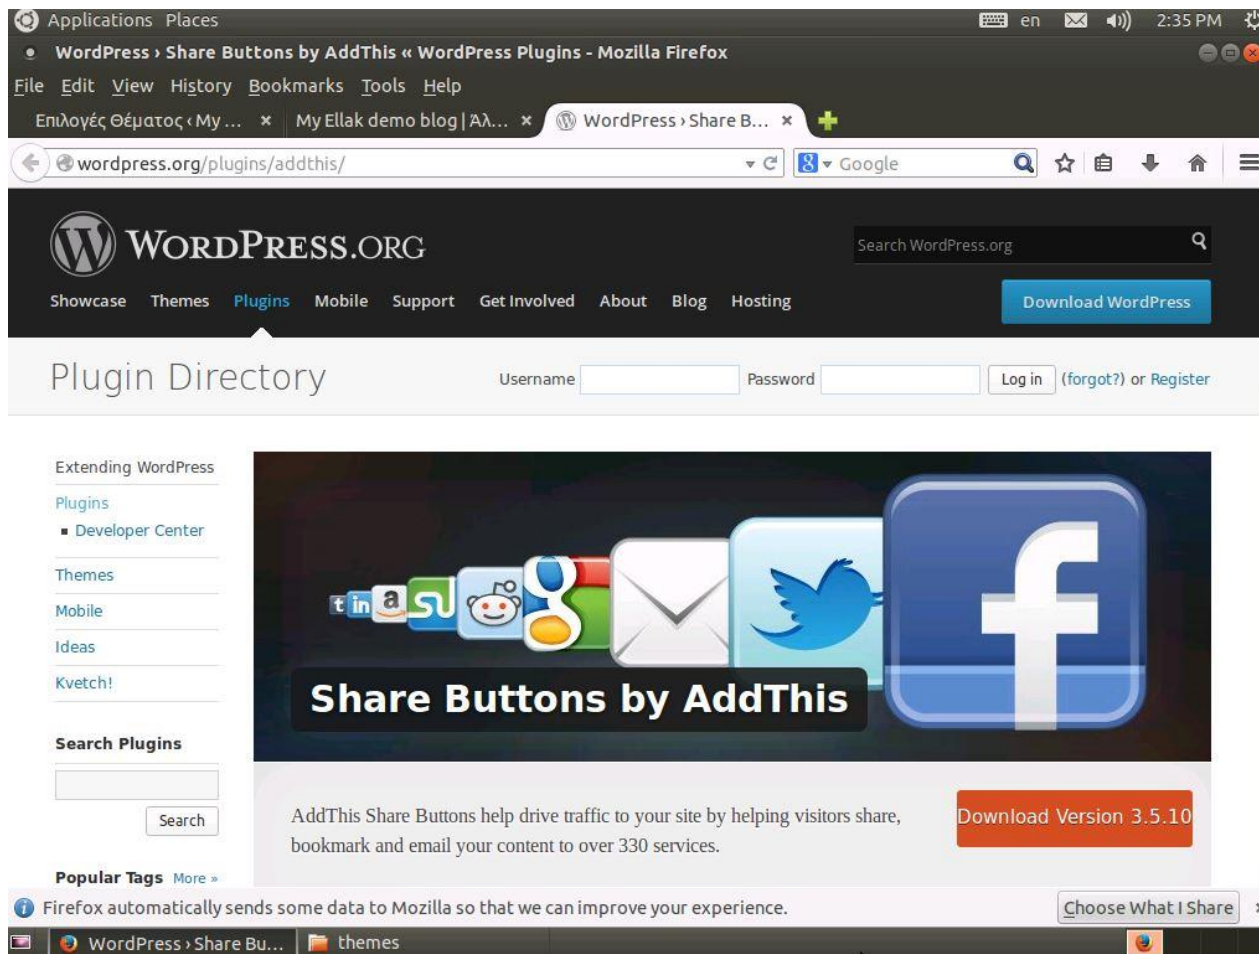 Applications Places en 2:35 PM
WordPress › Share Buttons by AddThis « WordPress Plugins - Mozilla Firefox
File Edit View History Bookmarks Tools Help
Επιλογές Θέματος ‹ My ... My Ellak demo blog | Άλ... WordPress › Share B...
wordpress.org/plugins/addthis/ Google
WORDPRESS.ORG
Search WordPress.org
Showcase Themes Plugins Mobile Support Get Involved About Blog Hosting
Download WordPress
Plugin Directory
Username Password Log in (forgot?) or Register
Extending WordPress
Plugins
Developer Center
Themes
Mobile
Ideas
Kvetch!
Search Plugins
Search
Popular Tags More »
t in a su
f
Share Buttons by AddThis
AddThis Share Buttons help drive traffic to your site by helping visitors share,
bookmark and email your content to over 330 services.
Download Version 3.5.10
Firefox automatically sends some data to Mozilla so that we can improve your experience. Choose What I Share
WordPress › Share Bu... themes